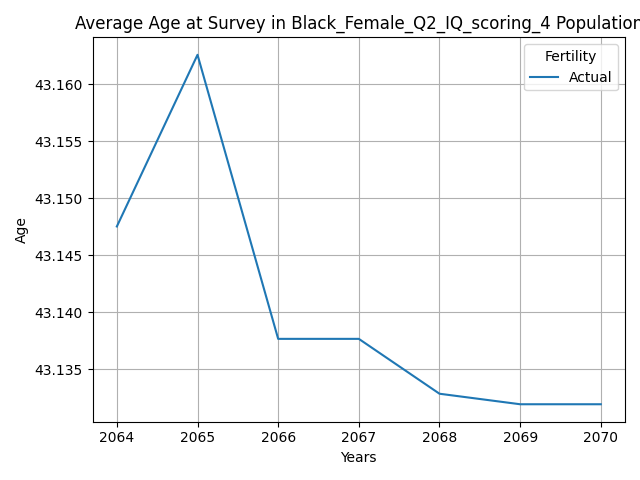 Average Age at Survey in Black_Female_Q2_IQ_scoring_4 Population
Fertility
Actual
43.160
43.155
43.150
43.145
43.140
43.135
Age
2064 2065 2066 2067 2068 2069 2070
Years